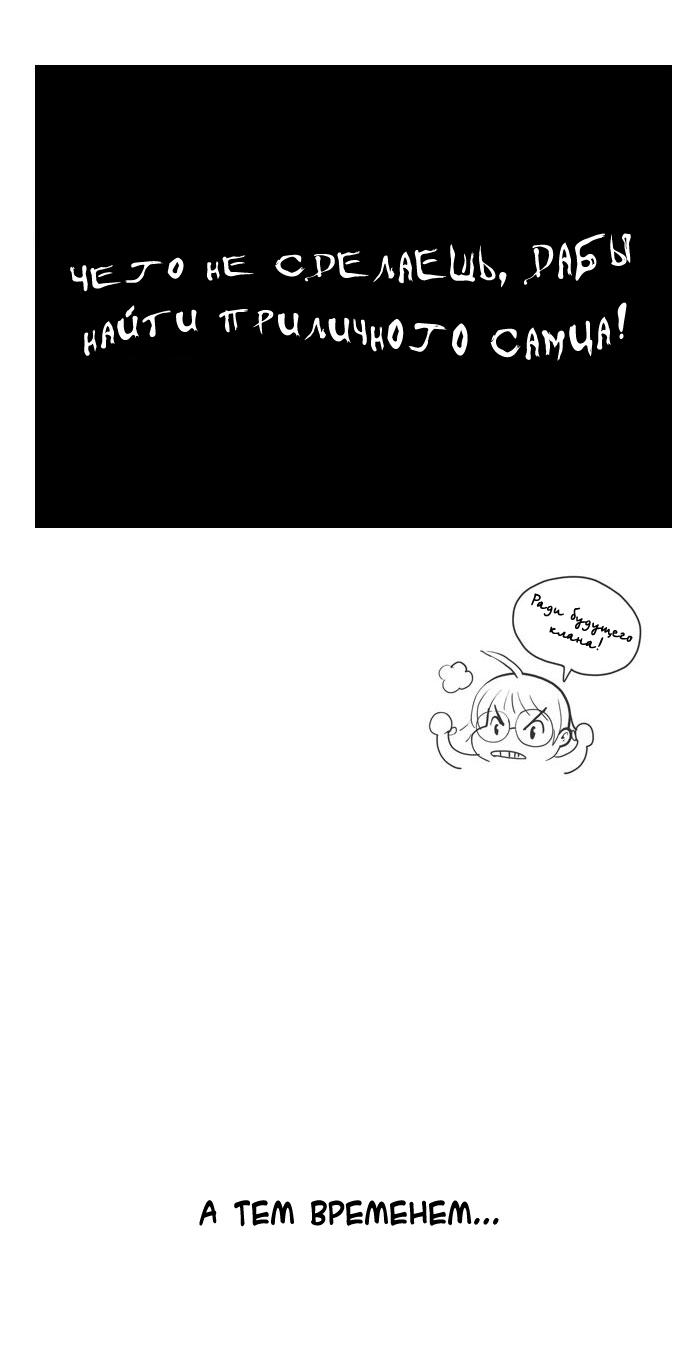 ЧЕГО НЕ СДЕЛАЕШЬ, ДАБЫ
НАЙТИ ПРИЛИЧНОГО САМЦА!
Ради будущего
клана!
А ТЕМ ВРЕМЕНЕМ...